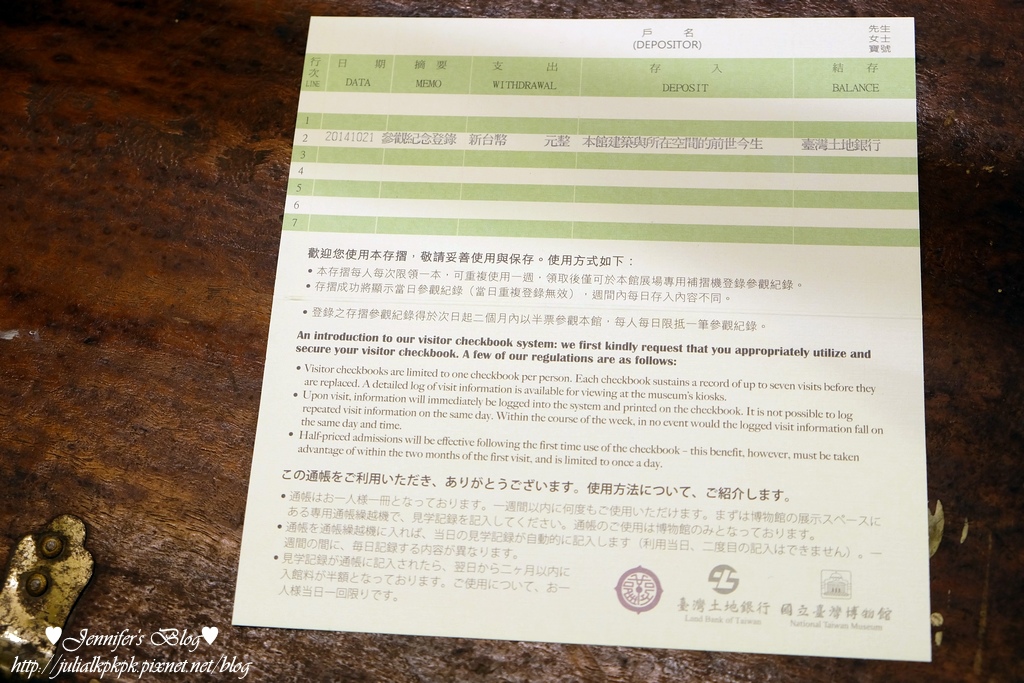 戶 名
(DEPOSITOR)
先生
女士
寶號
行次 LINE 日 期 DATA 摘 要 MEMO 支 出 WITHDRAWAL 存 入 DEPOSIT 結 存 BALANCE
1
2 20141021 參觀紀念登錄 新台幣 元整 本館建築與所在空間的前世今生 臺灣土地銀行
3
4
5
6
7
歡迎您使用本存摺,敬請妥善使用與保存。使用方式如下:
• 本存摺每人每次限領一本,可重複使用一週,領取後僅可於本館展場專用補摺機登錄參觀紀錄。
• 存摺成功將顯示當日參觀紀錄(當日重複登錄無效),週間內每日存入內容不同。
• 登錄之存摺參觀紀錄得於次日起二個月內以半票參觀本館,每人每日限抵一筆參觀紀錄。
An introduction to our visitor checkbook system: we first kindly request that you appropriately utilize and
secure your visitor checkbook. A few of our regulations are as follows:
• Visitor checkbooks are limited to one checkbook per person. Each checkbook sustains a record of up to seven visits before they
are replaced. A detailed log of visit information is available for viewing at the museum's kiosks.
• Upon visit, information will immediately be logged into the system and printed on the checkbook. It is not possible to log
repeated visit information on the same day. Within the course of the week, in no event would the logged visit information fall on
the same day and time.
• Half-priced admissions will be effective following the first time use of the checkbook – this benefit, however, must be taken
advantage of within the two months of the first visit, and is limited to once a day.
この通帳をご利用いただき、ありがとうございます。使用方法について、ご紹介します。
• 通帳はお一人様一冊となっております。一週間以内に何度もご使用いただけます。まずは博物館の展示スペースに
ある専用通帳繰越機で、見学記録を記入してください。通帳のご使用は博物館のみとなっております。
• 通帳を通帳繰越機に入れば、当日の見学記録が自動的に記入します(利用当日、二度目の記入はできません)。一
週間の間に、毎日記録する内容が異なります。
• 見学記録が通帳に記入されたら、翌日から二ヶ月以内に
入館料が半額となっております。ご使用について、お一
人様当日一回限りです。
臺灣土地銀行
Land Bank of Taiwan
國立臺灣博物館
National Taiwan Museum
♥ Jennifer's Blog♥
http://julialkpkpk.pixnet.net/blog